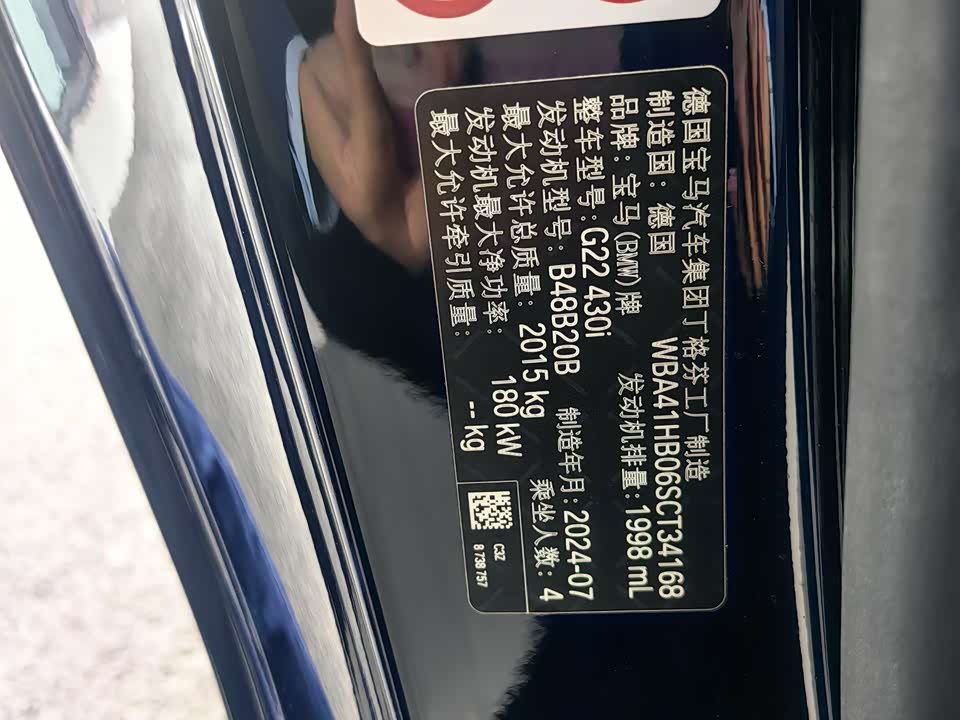 德国宝马汽车集团丁格芬工厂制造
制造国：德国 WBA41HB06SCT34168
品牌：宝马(BMW)牌 发动机排量：1998 mL
整车型号：G22 430i 制造年月：2024-07
发动机型号：B48B20B 乘坐人数：4
最大允许总质量：2015 kg
发动机最大净功率：180 kW
最大允许牵引质量：-- kg
C3Z
8 738 757